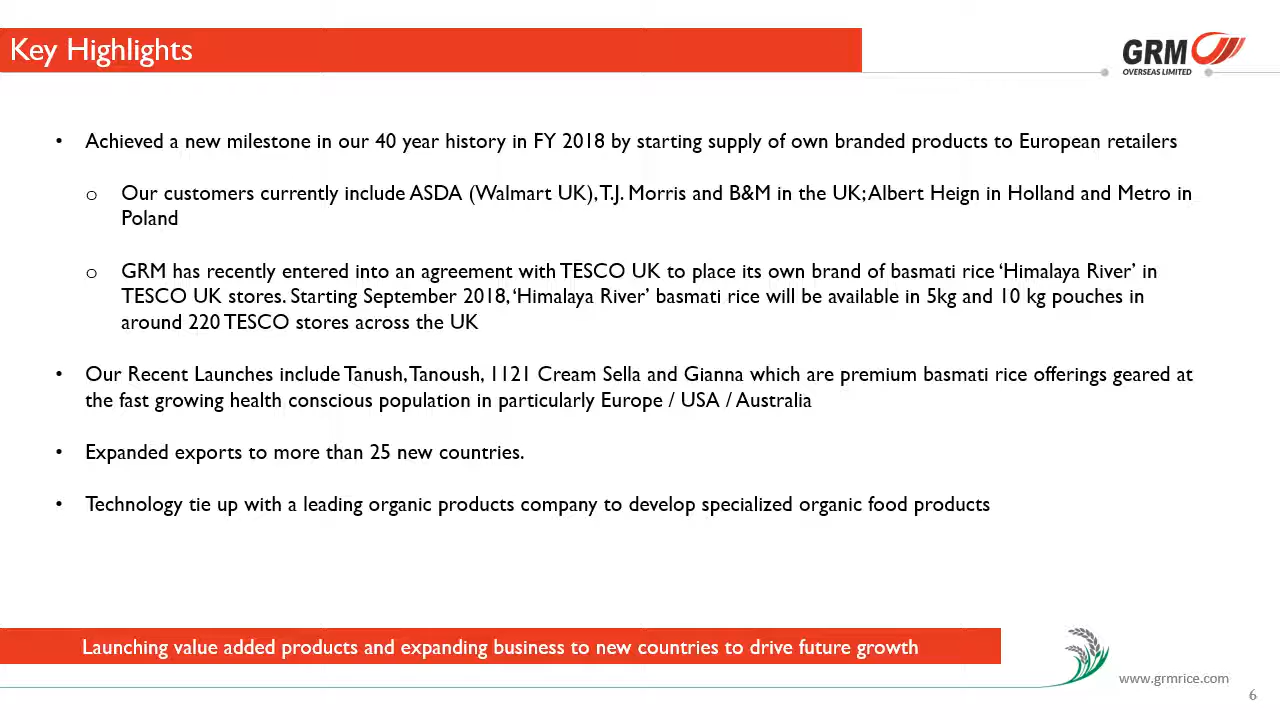 Key Highlights
GRM
OVERSEAS LIMITED
• Achieved a new milestone in our 40 year history in FY 2018 by starting supply of own branded products to European retailers
o Our customers currently include ASDA (Walmart UK), T.J. Morris and B&M in the UK; Albert Heign in Holland and Metro in
Poland
o GRM has recently entered into an agreement with TESCO UK to place its own brand of basmati rice ‘Himalaya River’ in
TESCO UK stores. Starting September 2018, ‘Himalaya River’ basmati rice will be available in 5kg and 10 kg pouches in
around 220 TESCO stores across the UK
• Our Recent Launches include Tanush, Tanoush, 1121 Cream Sella and Gianna which are premium basmati rice offerings geared at
the fast growing health conscious population in particularly Europe / USA / Australia
• Expanded exports to more than 25 new countries.
• Technology tie up with a leading organic products company to develop specialized organic food products
Launching value added products and expanding business to new countries to drive future growth
www.grmrice.com
6